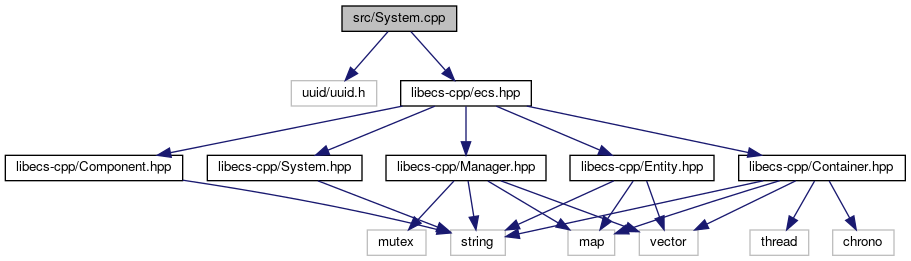 src/System.cpp
uuid/uuid.h
libecs-cpp/ecs.hpp
libecs-cpp/Component.hpp
libecs-cpp/System.hpp
libecs-cpp/Manager.hpp
libecs-cpp/Entity.hpp
libecs-cpp/Container.hpp
mutex
string
map
vector
thread
chrono